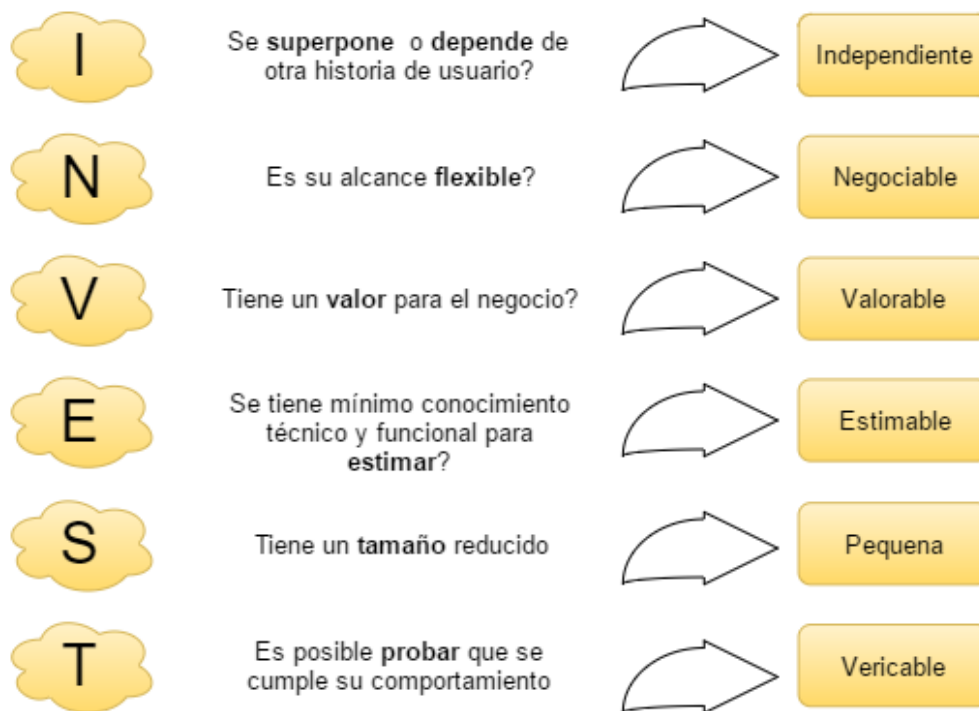 I
Se superpone o depende de
otra historia de usuario?
Independiente
N
Es su alcance flexible?
Negociable
V
Tiene un valor para el negocio?
Valorable
E
Se tiene mínimo conocimiento
técnico y funcional para
estimar?
Estimable
S
Tiene un tamaño reducido
Pequena
T
Es posible probar que se
cumple su comportamiento
Vericable